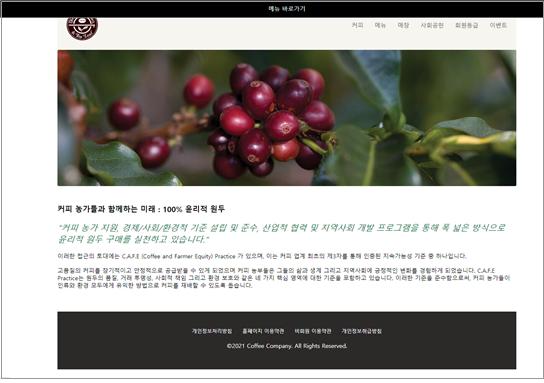 메뉴 바로가기
커피 메뉴 매장 사회공헌 회원등급 이벤트
커피 농가들과 함께하는 미래 : 100% 윤리적 원두
"커피 농가 지원, 경제/사회/환경적 기준 설립 및 준수, 산업적 협력 및 지역사회 개발 프로그램을 통해 폭 넓은 방식으로
윤리적 원두 구매를 실천하고 있습니다."
이러한 접근의 토대에는 C.A.F.E (Coffee and Farmer Equity) Practice 가 있으며, 이는 커피 업계 최초의 제3자를 통해 인증된 지속가능성 기준 중 하나입니다.
고품질의 커피를 장기적이고 안정적으로 공급받을 수 있게 되었으며 커피 농부들은 그들의 삶과 생계 그리고 지역사회에 긍정적인 변화를 경험하게 되었습니다. C.A.F.E
Practice는 원두의 품질, 거래 투명성, 사회적 책임 그리고 환경 보호와 같은 네 가지 핵심 영역에 대한 기준을 포함하고 있습니다. 이러한 기준을 준수함으로써, 커피 농가들이
인류와 환경 모두에게 유익한 방법으로 커피를 재배할 수 있도록 돕습니다.
개인정보처리방침 홈페이지 이용약관 비회원 이용약관 개인정보취급방침
©2021 Coffee Company. All Rights Reserved.